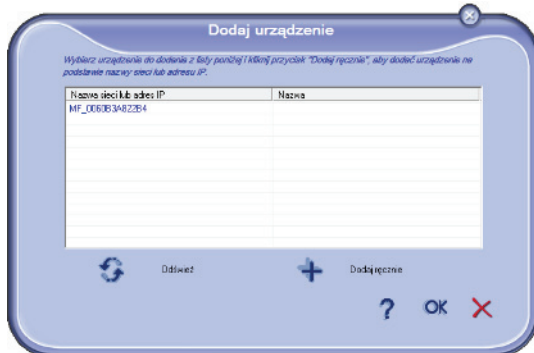 Dodaj urządzenie
Wybierz urządzenie do dodania z listy poniżej i kliknij przycisk "Dodaj ręcznie", aby dodać urządzenie na
podstawie nazwy sieci lub adresu IP.
Nazwa sieci lub adres IP Nazwa
MF_0060B3A822B4
Odśwież Dodaj ręcznie
? OK